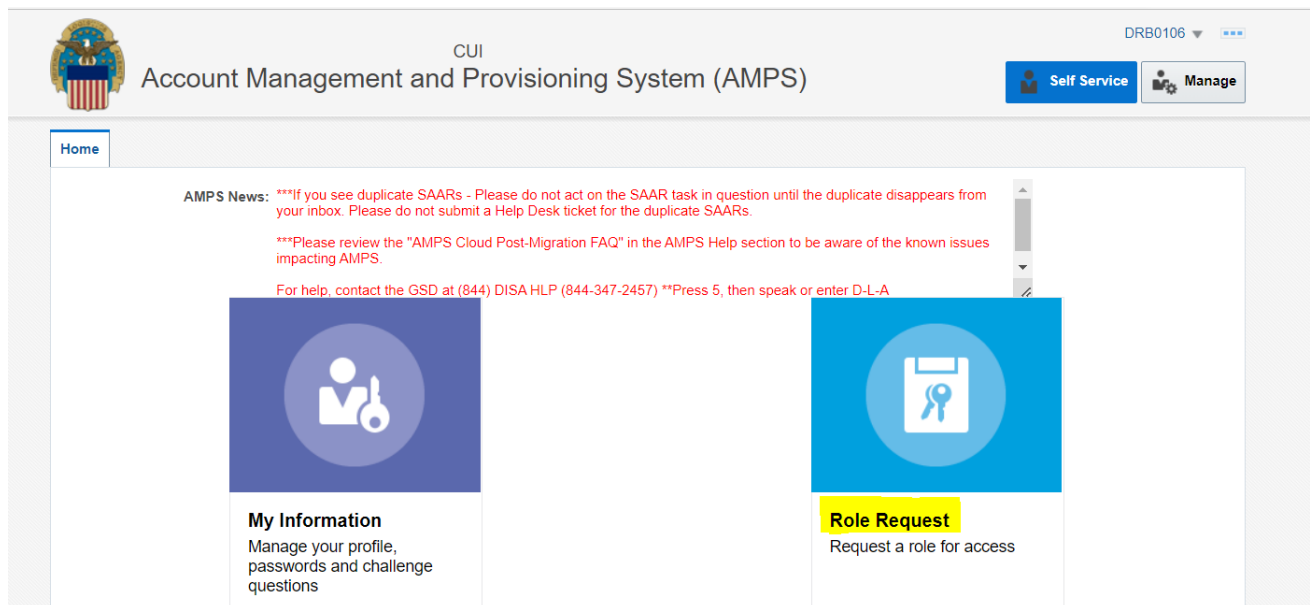 DRB0106
CUI
Account Management and Provisioning System (AMPS)
Self Service
Manage
Home
AMPS News: ***If you see duplicate SAARs - Please do not act on the SAAR task in question until the duplicate disappears from
your inbox. Please do not submit a Help Desk ticket for the duplicate SAARs.
***Please review the "AMPS Cloud Post-Migration FAQ" in the AMPS Help section to be aware of the known issues
impacting AMPS.
For help, contact the GSD at (844) DISA HLP (844-347-2457) **Press 5, then speak or enter D-L-A
My Information
Manage your profile,
passwords and challenge
questions
Role Request
Request a role for access